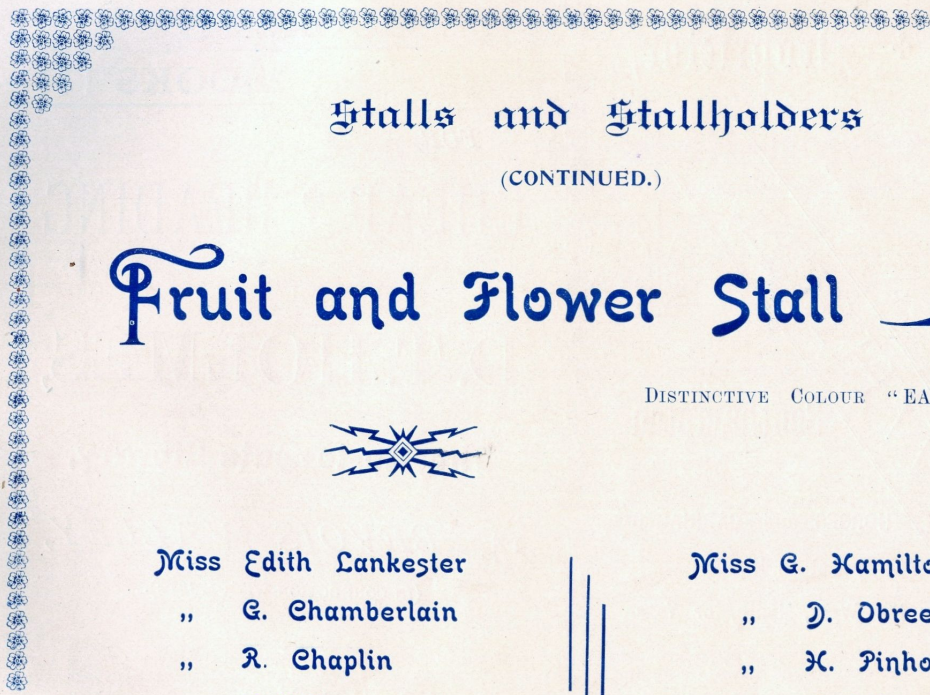 Stalls and Stallholders
(CONTINUED.)
Fruit and Flower Stall
DISTINCTIVE COLOUR “EA
Miss Edith Lankester
„ G. Chamberlain
„ R. Chaplin
Miss G. Hamilto
„ D. Obree
„ H. Pinho